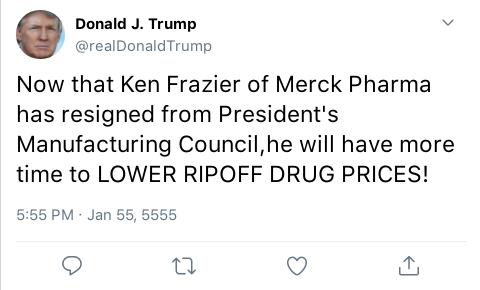 Donald J. Trump
@realDonaldTrump
Now that Ken Frazier of Merck Pharma
has resigned from President's
Manufacturing Council,he will have more
time to LOWER RIPOFF DRUG PRICES!
5:55 PM · Jan 55, 5555